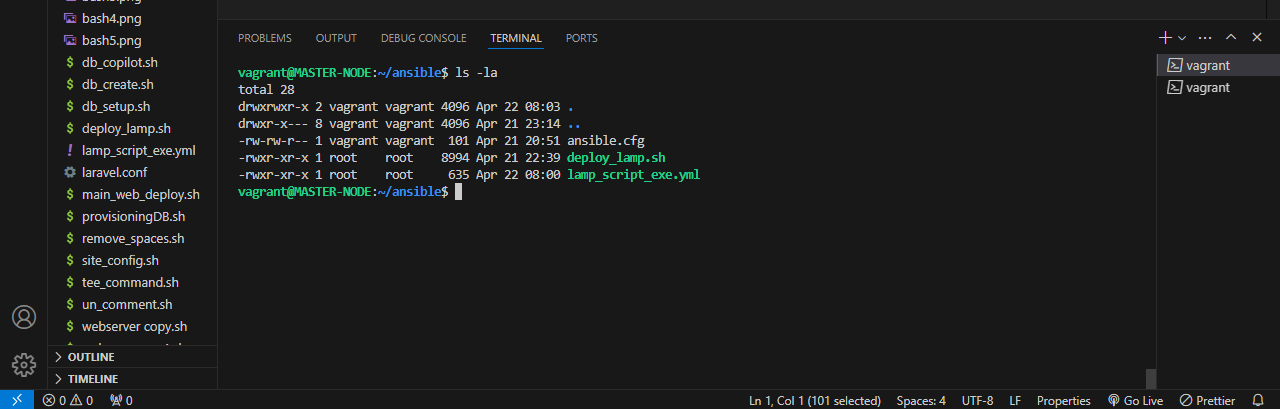 bash4.png
bash5.png
$ db_copilot.sh
$ db_create.sh
$ db_setup.sh
$ deploy_lamp.sh
! lamp_script_exe.yml
laravel.conf
$ main_web_deploy.sh
$ provisioningDB.sh
$ remove_spaces.sh
$ site_config.sh
$ tee_command.sh
$ un_comment.sh
$ webserver copy.sh
OUTLINE
TIMELINE
PROBLEMS OUTPUT DEBUG CONSOLE TERMINAL PORTS
vagrant@MASTER-NODE:~/ansible$ ls -la
total 28
drwxrwxr-x 2 vagrant vagrant 4096 Apr 22 08:03 .
drwxr-x--- 8 vagrant vagrant 4096 Apr 21 23:14 ..
-rw-rw-r-- 1 vagrant vagrant  101 Apr 21 20:51 ansible.cfg
-rwxr-xr-x 1 root    root    8994 Apr 21 22:39 deploy_lamp.sh
-rwxr-xr-x 1 root    root     635 Apr 22 08:00 lamp_script_exe.yml
vagrant@MASTER-NODE:~/ansible$
vagrant
vagrant
0 0 0 Ln 1, Col 1 (101 selected) Spaces: 4 UTF-8 LF Properties Go Live Prettier